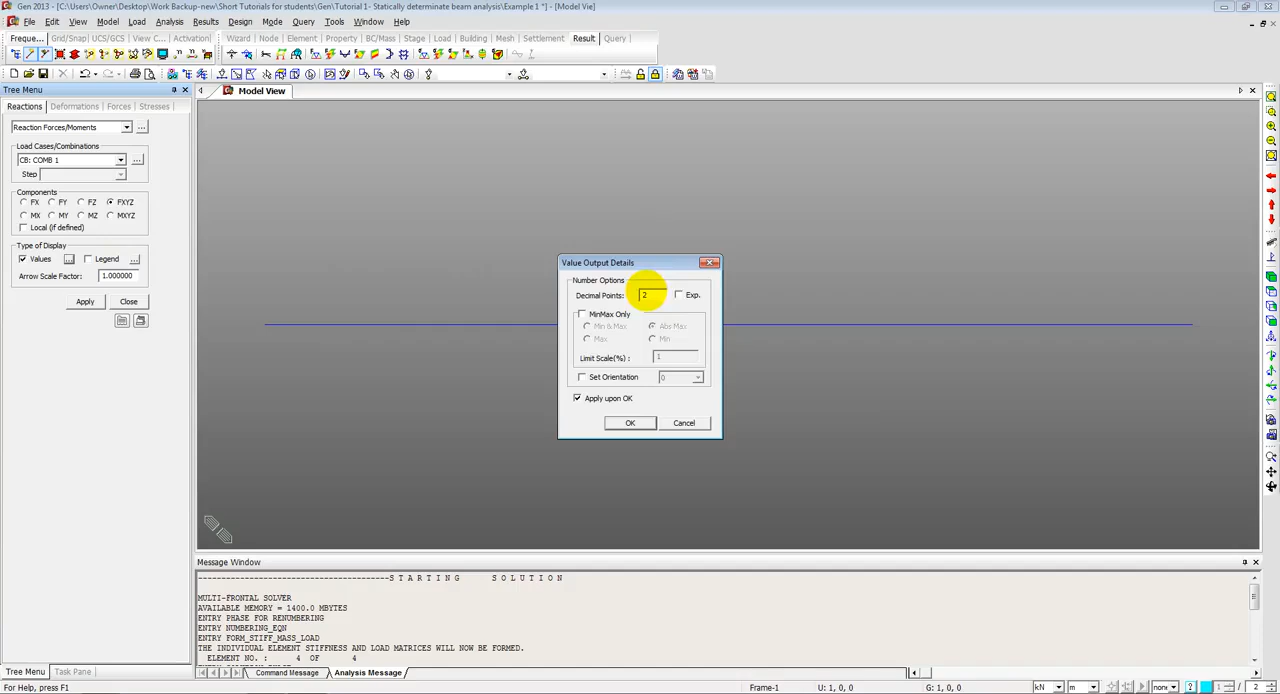 Gen 2013 - [C:\Users\Owner\Desktop\Work Backup-new\Short Tutorials for students\Gen\Tutorial 1- Statically determinate beam analysis\Example 1 *] - [Model Vie]
File Edit View Model Load Analysis Results Design Mode Query Tools Window Help
Freque... Grid/Snap UCS/GCS View C... Activation Wizard Node Element Property BC/Mass Stage Load Building Mesh Settlement Result Query
Tree Menu
Model View
Reactions Deformations Forces Stresses
Reaction Forces/Moments
Load Cases/Combinations
CB: COMB 1
Step
Components
FX FY FZ FXYZ
MX MY MZ MXYZ
Local (if defined)
Type of Display
Values Legend
Arrow Scale Factor: 1.000000
Apply Close
Value Output Details
Number Options
Decimal Points: 2 Exp.
MinMax Only
Min & Max Abs Max
Max Min
Limit Scale(%) : 1
Set Orientation 0
Apply upon OK
OK Cancel
Message Window
----------------------------------------S T A R T I N G S O L U T I O N
MULTI-FRONTAL SOLVER
AVAILABLE MEMORY = 1400.0 MBYTES
ENTRY PHASE FOR RENUMBERING
ENTRY NUMBERING_EQN
ENTRY FORM_STIFF_MASS_LOAD
THE INDIVIDUAL ELEMENT STIFFNESS AND LOAD MATRICES WILL NOW BE FORMED.
ELEMENT NO. : 4 OF 4
Tree Menu Task Pane
Command Message Analysis Message
For Help, press F1
Frame-1 U: 1, 0, 0 G: 1, 0, 0 kN m none 1 / 2